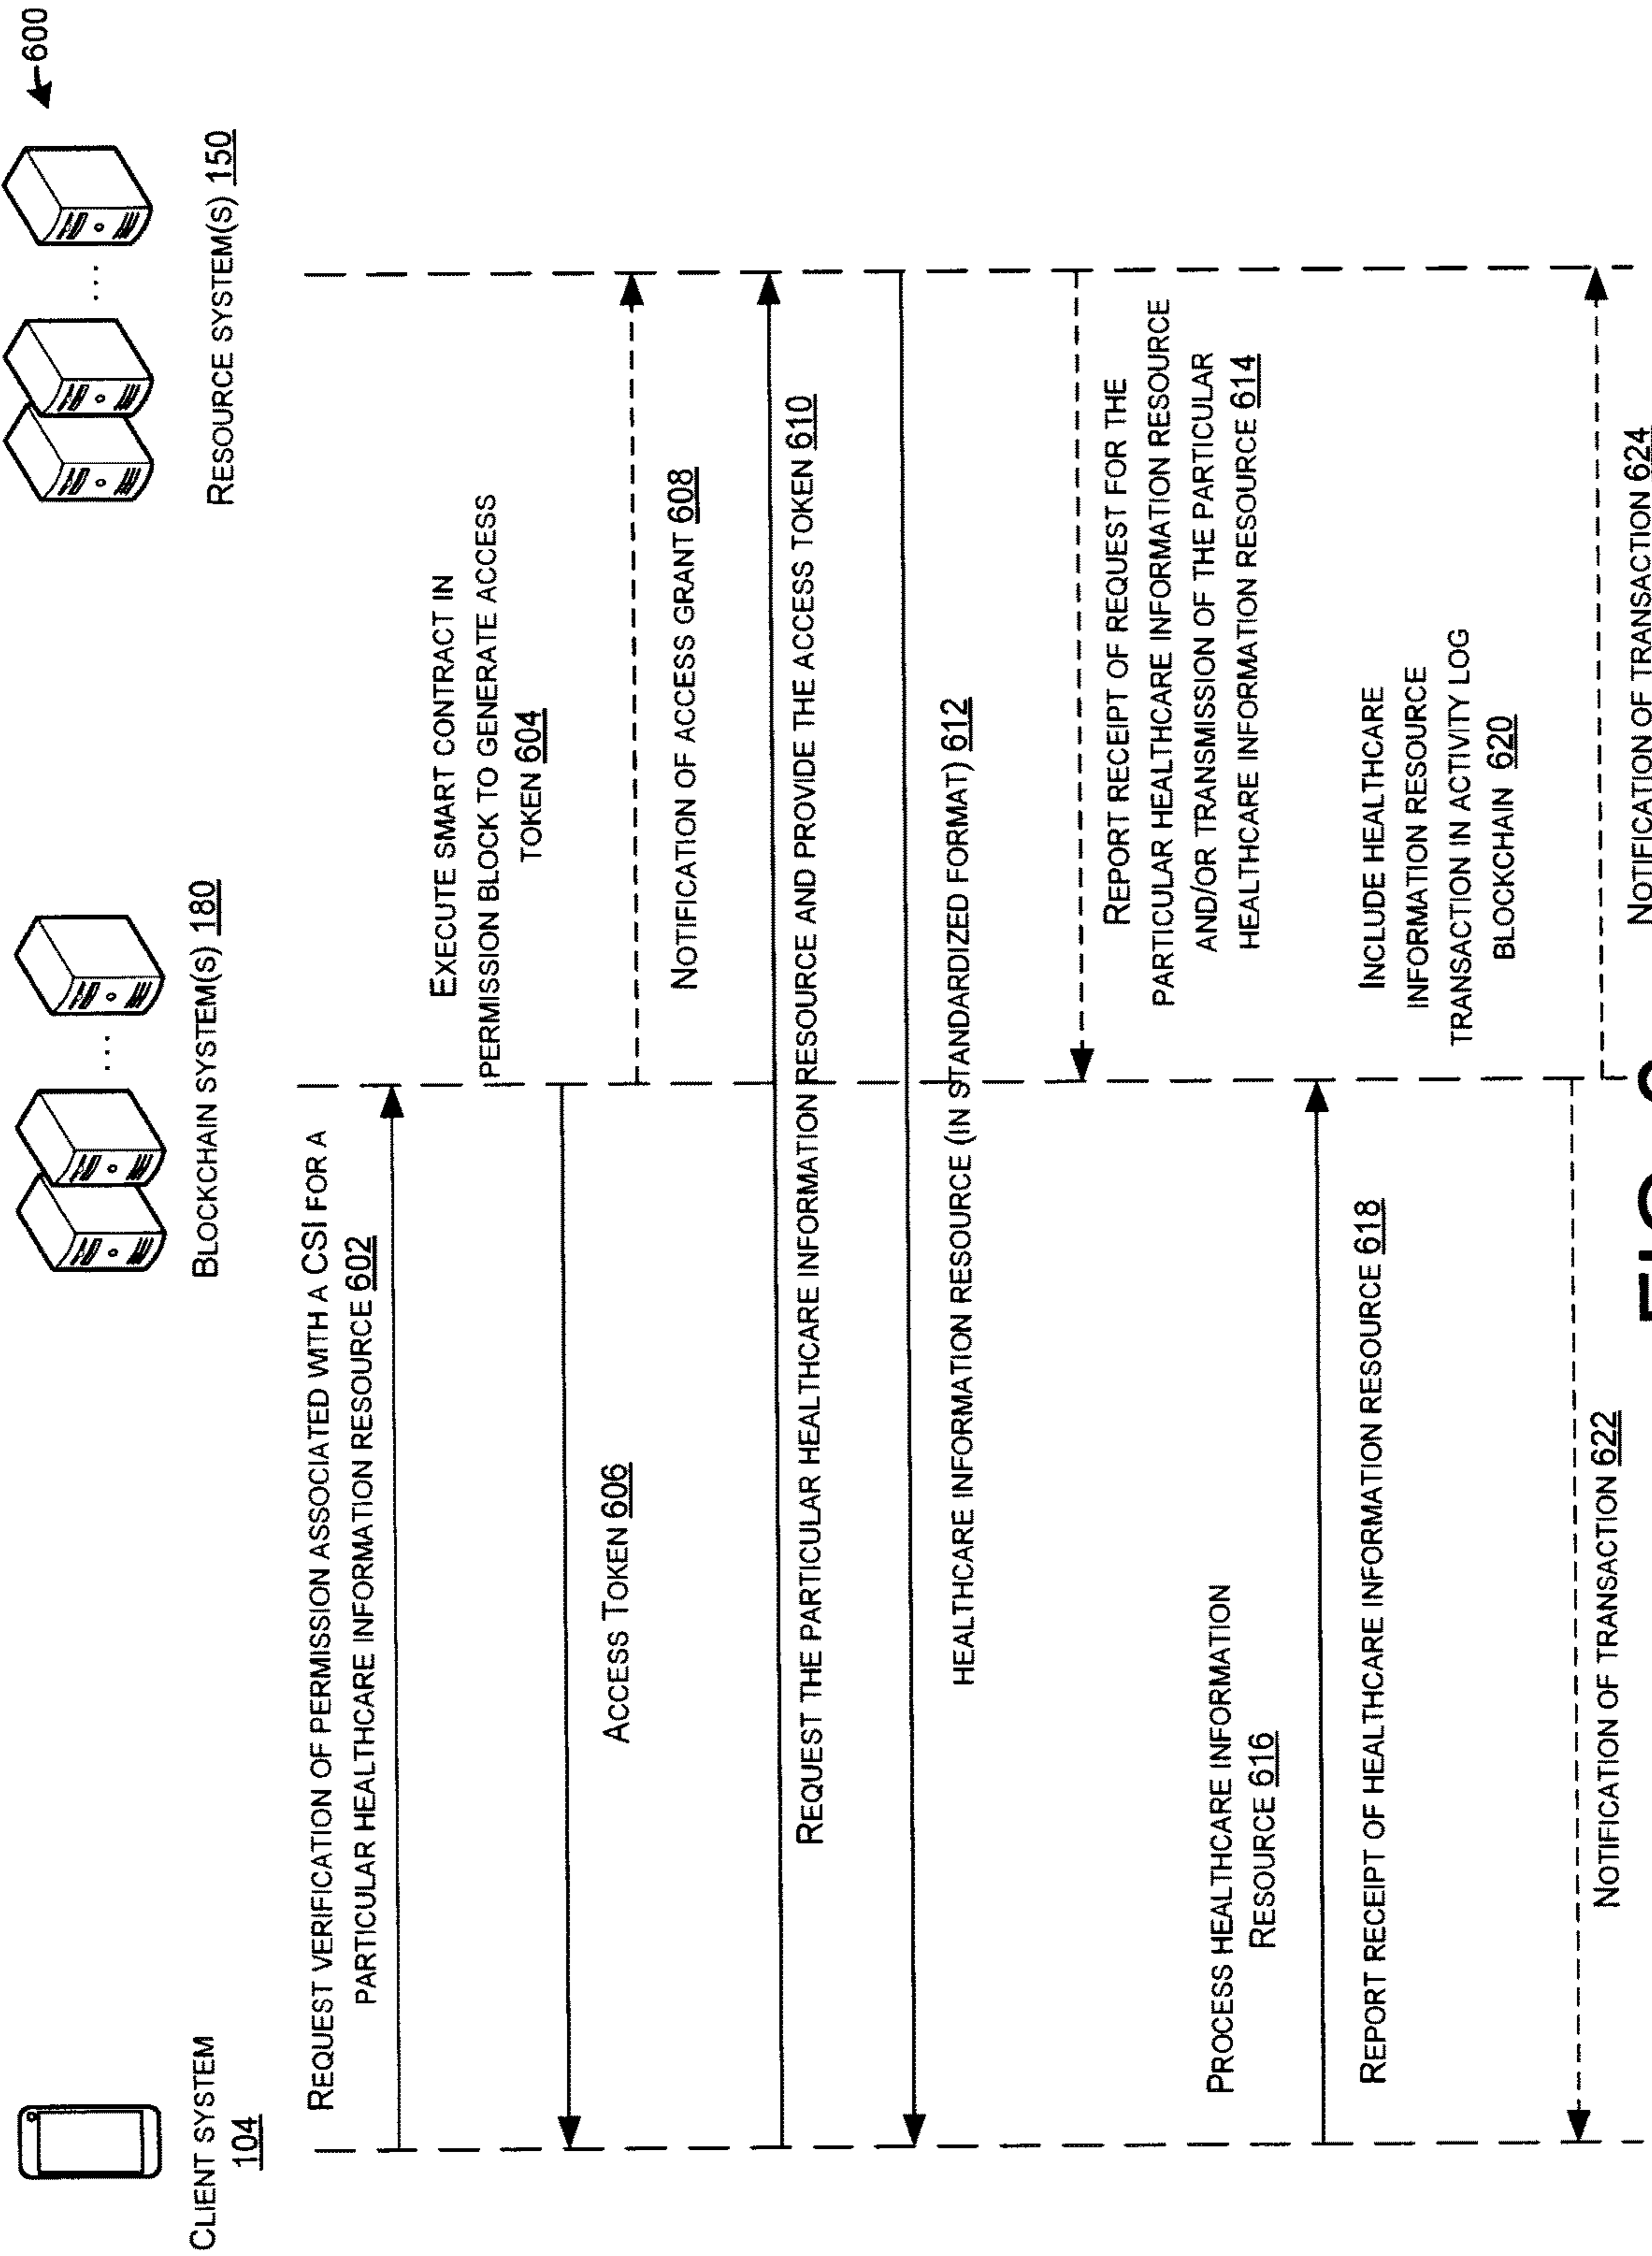 600
CLIENT SYSTEM
104
BLOCKCHAIN SYSTEM(S) 180
RESOURCE SYSTEM(S) 150
REQUEST VERIFICATION OF PERMISSION ASSOCIATED WITH A CSI FOR A
PARTICULAR HEALTHCARE INFORMATION RESOURCE 602
EXECUTE SMART CONTRACT IN
PERMISSION BLOCK TO GENERATE ACCESS
TOKEN 604
ACCESS TOKEN 606
NOTIFICATION OF ACCESS GRANT 608
REQUEST THE PARTICULAR HEALTHCARE INFORMATION RESOURCE AND PROVIDE THE ACCESS TOKEN 610
HEALTHCARE INFORMATION RESOURCE (IN STANDARDIZED FORMAT) 612
REPORT RECEIPT OF REQUEST FOR THE
PARTICULAR HEALTHCARE INFORMATION RESOURCE
AND/OR TRANSMISSION OF THE PARTICULAR
HEALTHCARE INFORMATION RESOURCE 614
PROCESS HEALTHCARE INFORMATION
RESOURCE 616
REPORT RECEIPT OF HEALTHCARE INFORMATION RESOURCE 618
INCLUDE HEALTHCARE
INFORMATION RESOURCE
TRANSACTION IN ACTIVITY LOG
BLOCKCHAIN 620
NOTIFICATION OF TRANSACTION 622
NOTIFICATION OF TRANSACTION 624